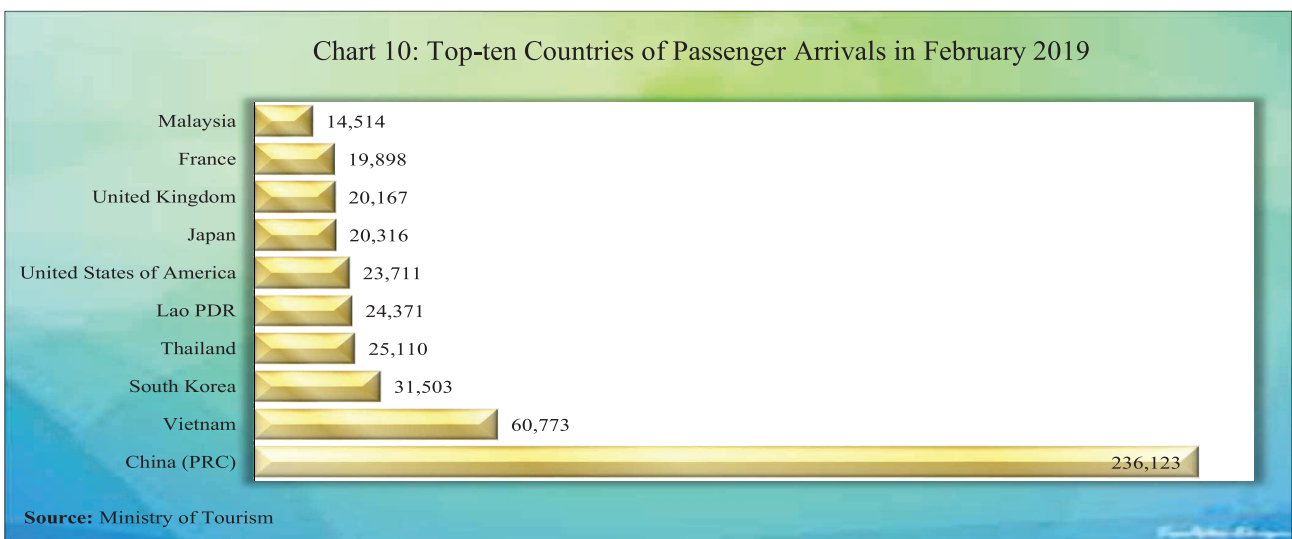 Chart 10: Top-ten Countries of Passenger Arrivals in February 2019
Malaysia 14,514
France 19,898
United Kingdom 20,167
Japan 20,316
United States of America 23,711
Lao PDR 24,371
Thailand 25,110
South Korea 31,503
Vietnam 60,773
China (PRC) 236,123
Source: Ministry of Tourism